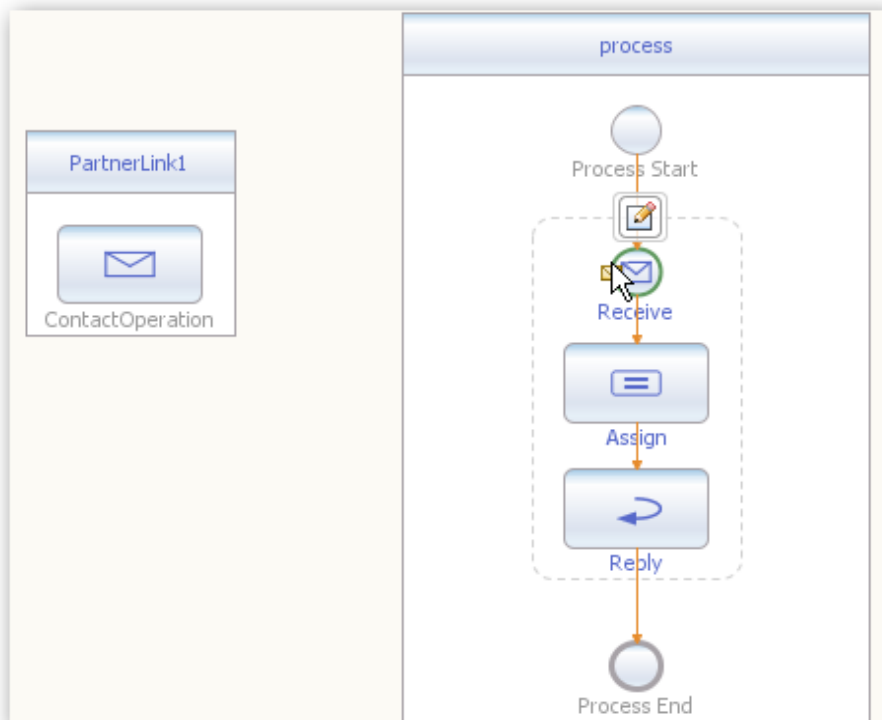 process
PartnerLink1
ContactOperation
Process Start
Receive
Assign
Reply
Process End